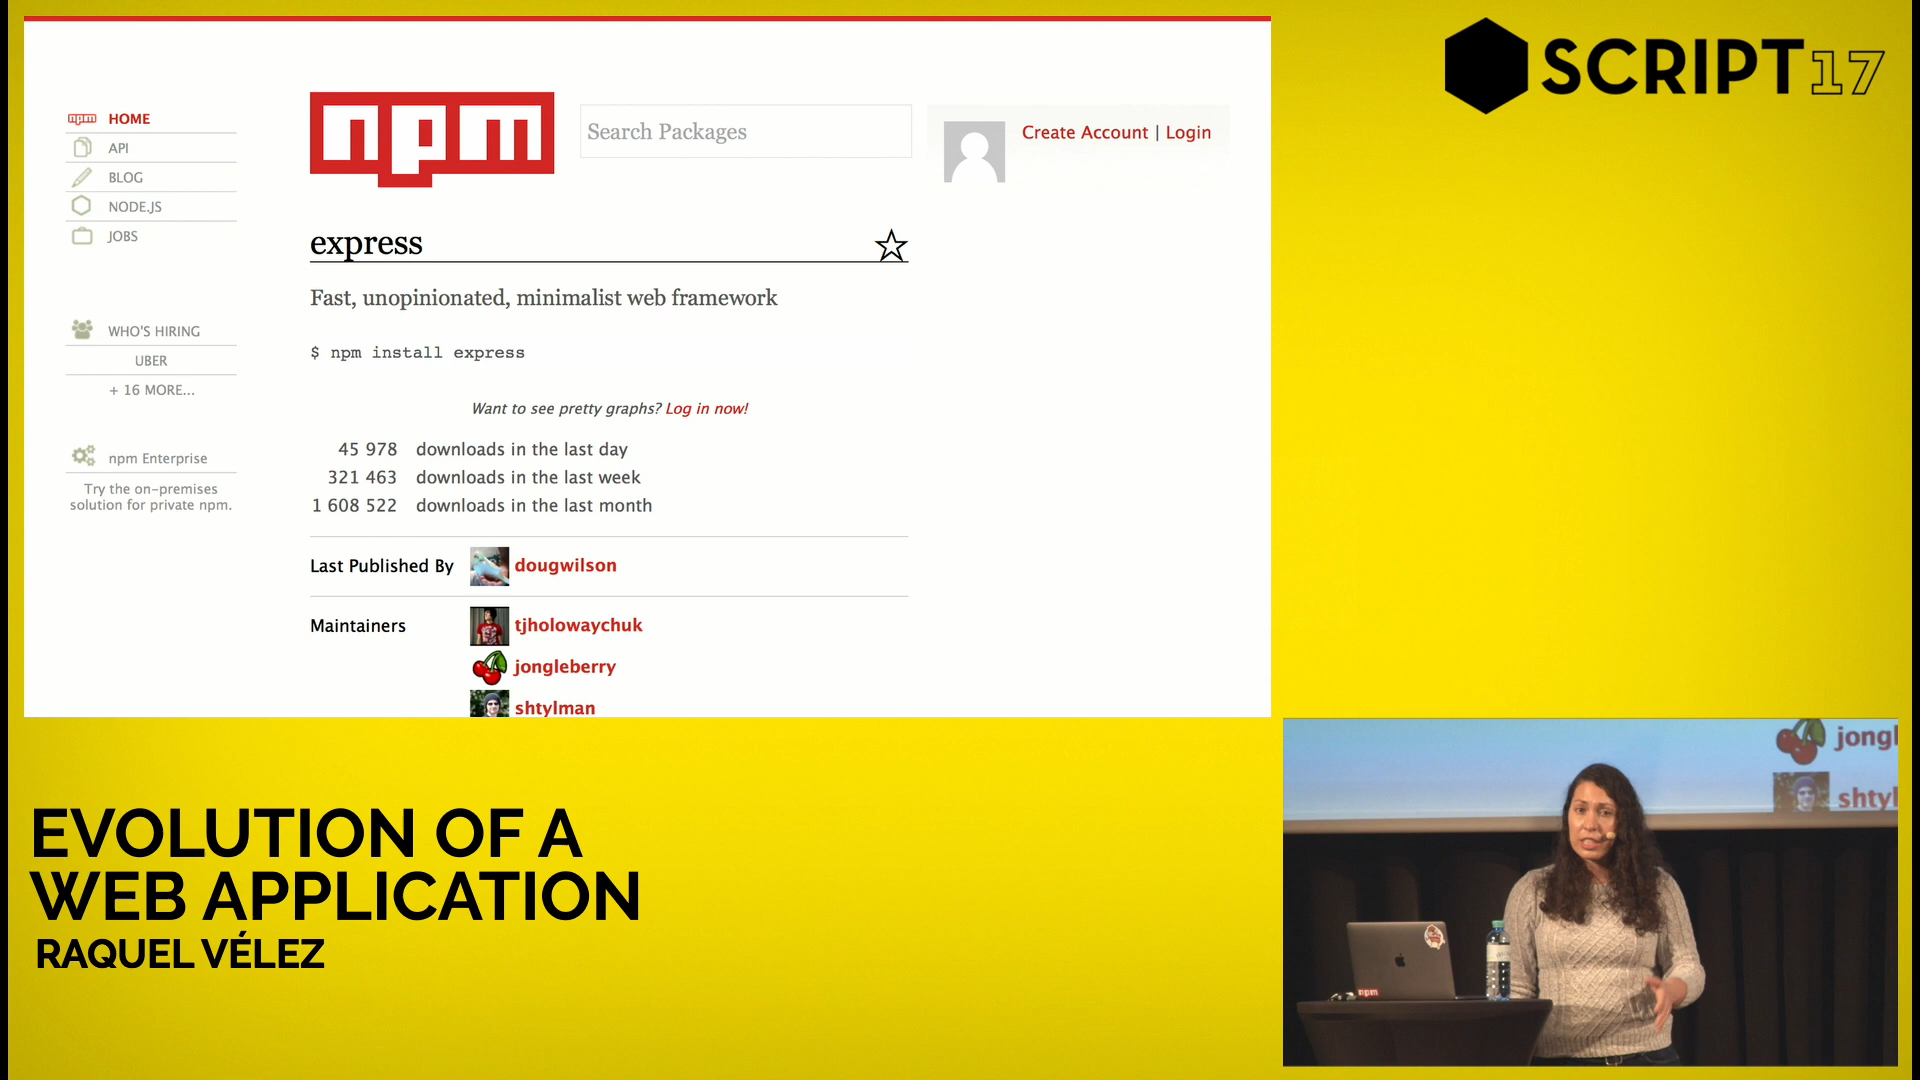 SCRIPT17
npm HOME
API
BLOG
NODE.JS
JOBS
WHO'S HIRING
UBER
+ 16 MORE...
npm Enterprise
Try the on-premises
solution for private npm.
npm
Search Packages
Create Account | Login
express
Fast, unopinionated, minimalist web framework
$ npm install express
Want to see pretty graphs? Log in now!
45 978 downloads in the last day
321 463 downloads in the last week
1 608 522 downloads in the last month
Last Published By dougwilson
Maintainers tjholowaychuk
jongleberry
shtylman
EVOLUTION OF A
WEB APPLICATION
RAQUEL VÉLEZ
jongl
shtyl
npm